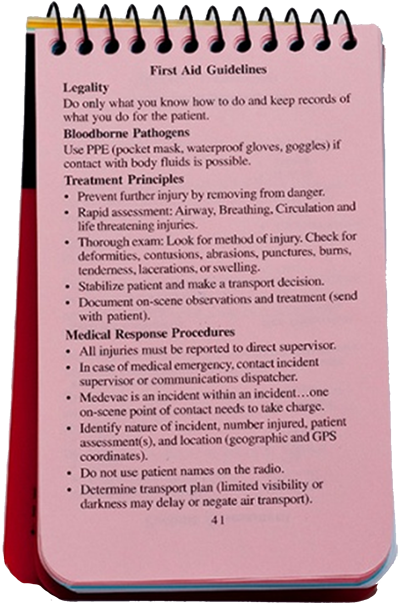 First Aid Guidelines
Legality
Do only what you know how to do and keep records of
what you do for the patient.
Bloodborne Pathogens
Use PPE (pocket mask, waterproof gloves, goggles) if
contact with body fluids is possible.
Treatment Principles
• Prevent further injury by removing from danger.
• Rapid assessment: Airway, Breathing, Circulation and
life threatening injuries.
• Thorough exam: Look for method of injury. Check for
deformities, contusions, abrasions, punctures, burns,
tenderness, lacerations, or swelling.
• Stabilize patient and make a transport decision.
• Document on-scene observations and treatment (send
with patient).
Medical Response Procedures
• All injuries must be reported to direct supervisor.
• In case of medical emergency, contact incident
supervisor or communications dispatcher.
• Medevac is an incident within an incident…one
on-scene point of contact needs to take charge.
• Identify nature of incident, number injured, patient
assessment(s), and location (geographic and GPS
coordinates).
• Do not use patient names on the radio.
• Determine transport plan (limited visibility or
darkness may delay or negate air transport).
41